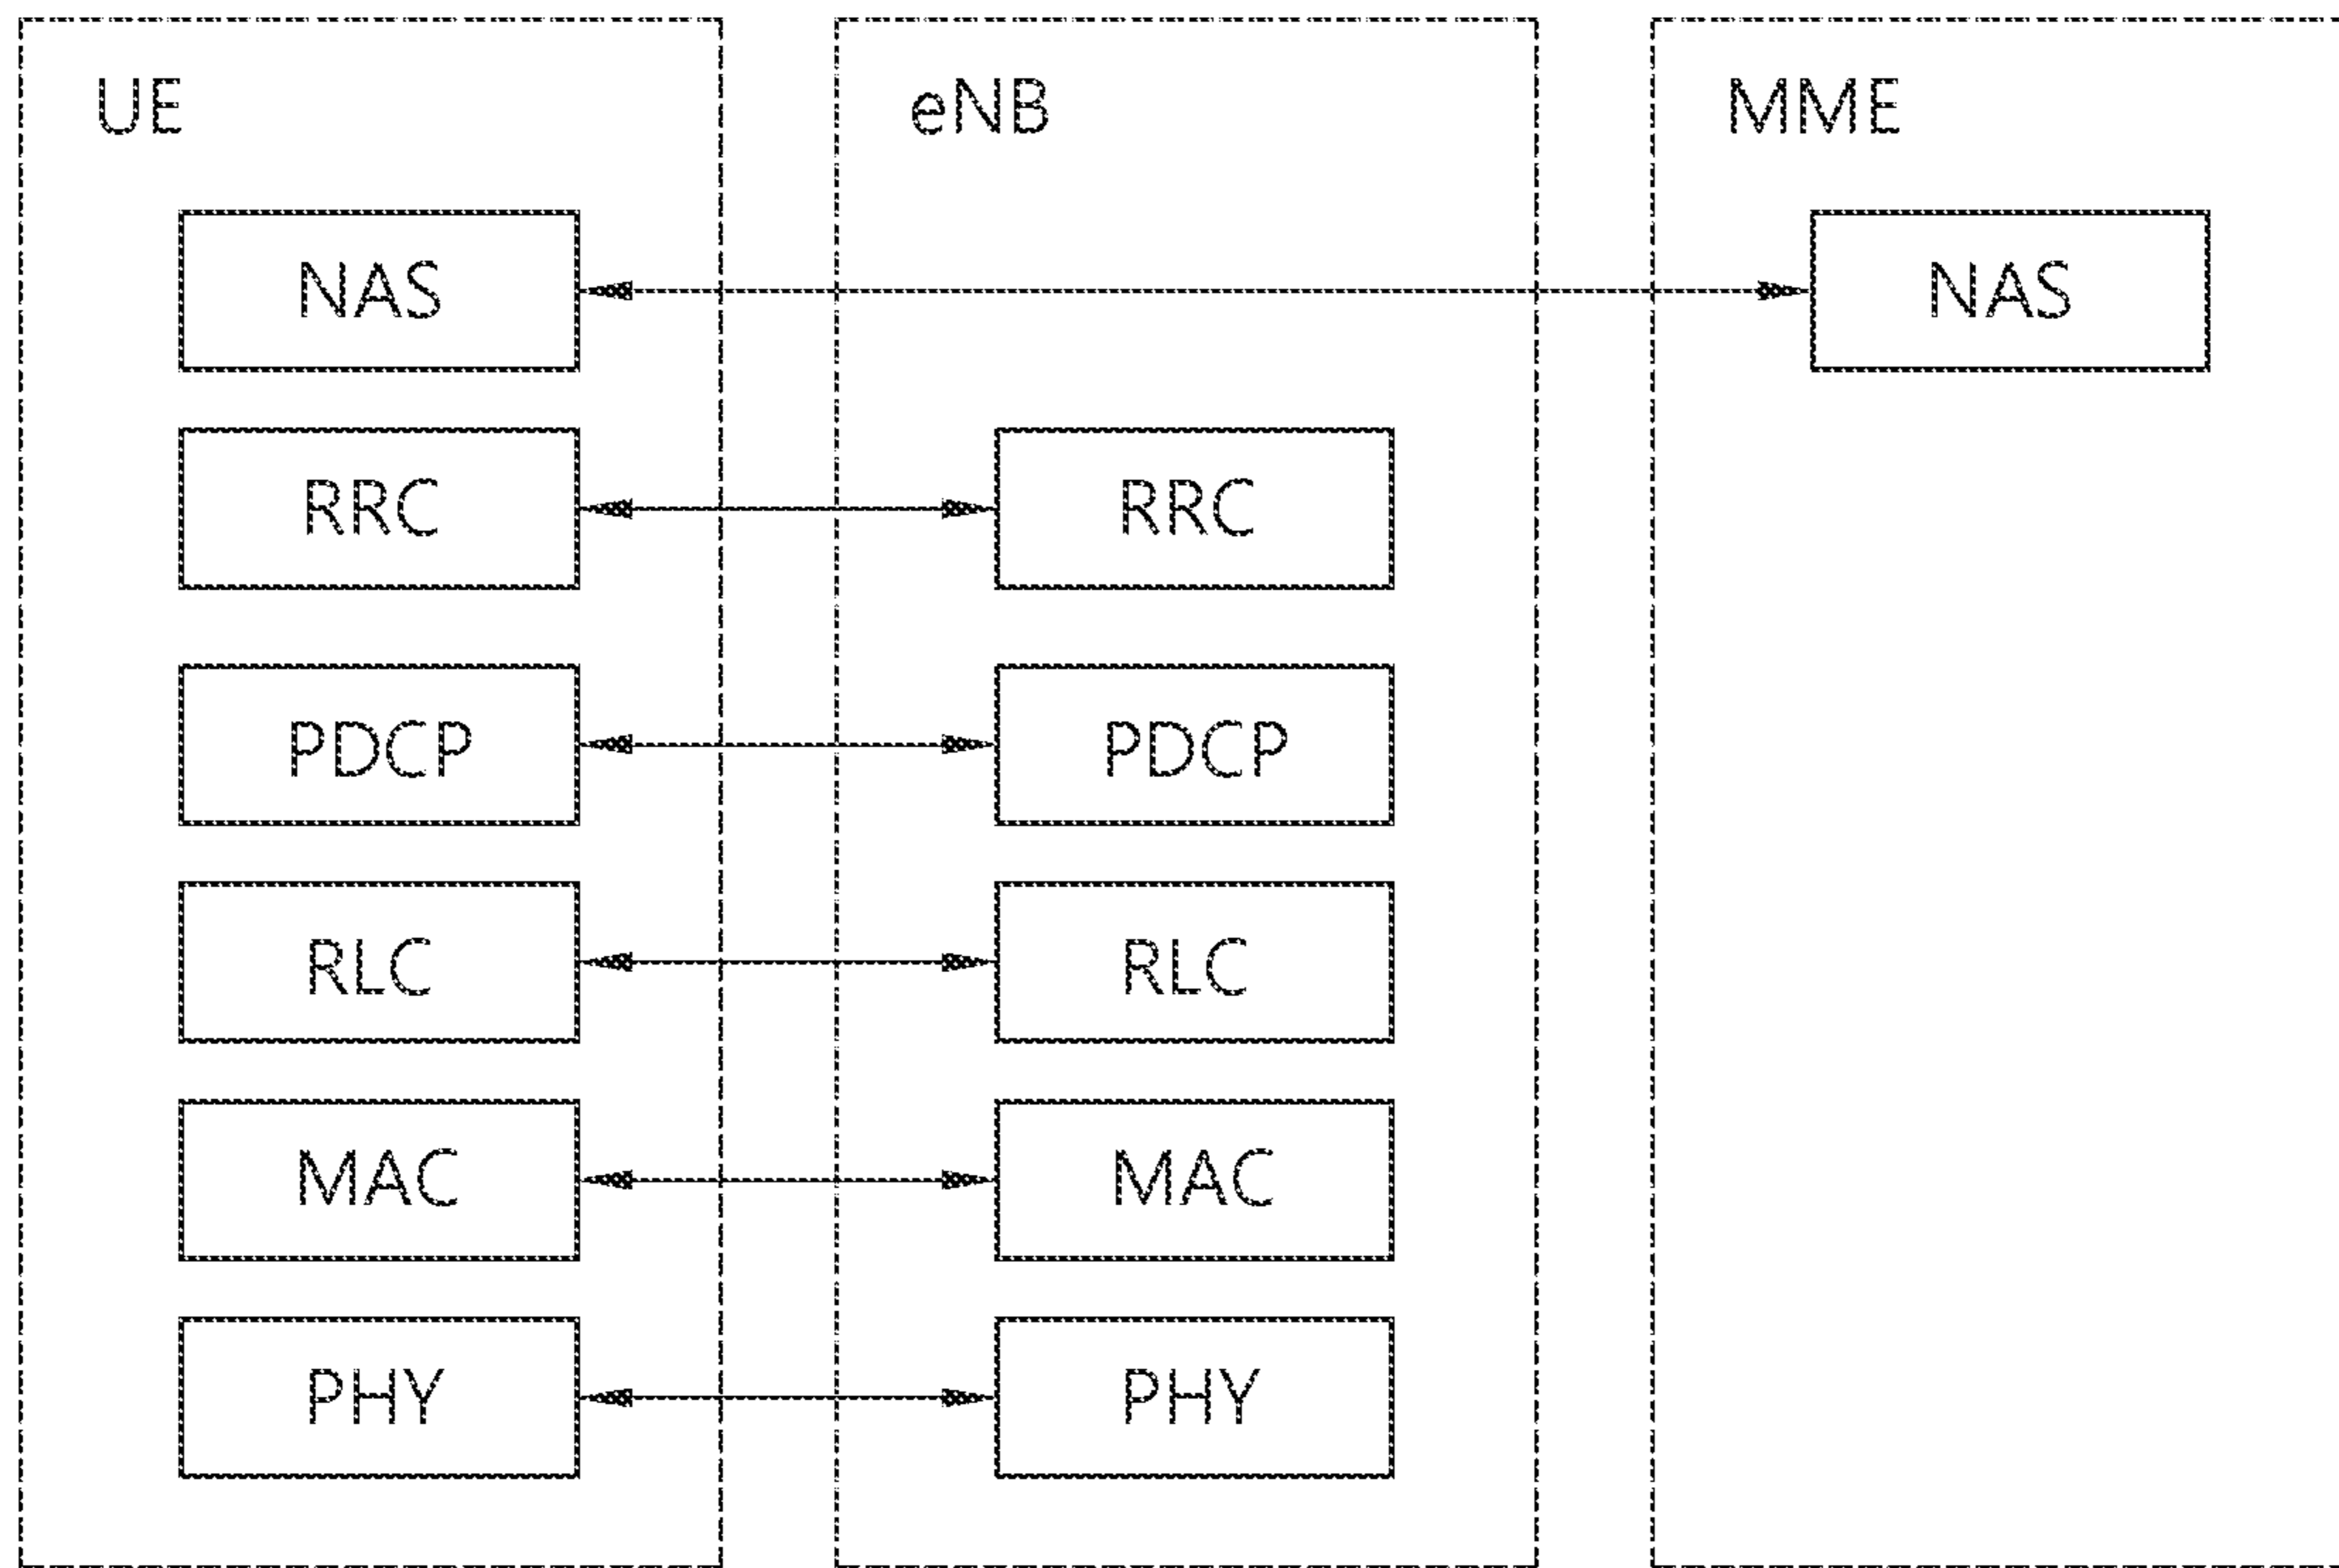 UE eNB MME
NAS NAS
RRC RRC
PDCP PDCP
RLC RLC
MAC MAC
PHY PHY